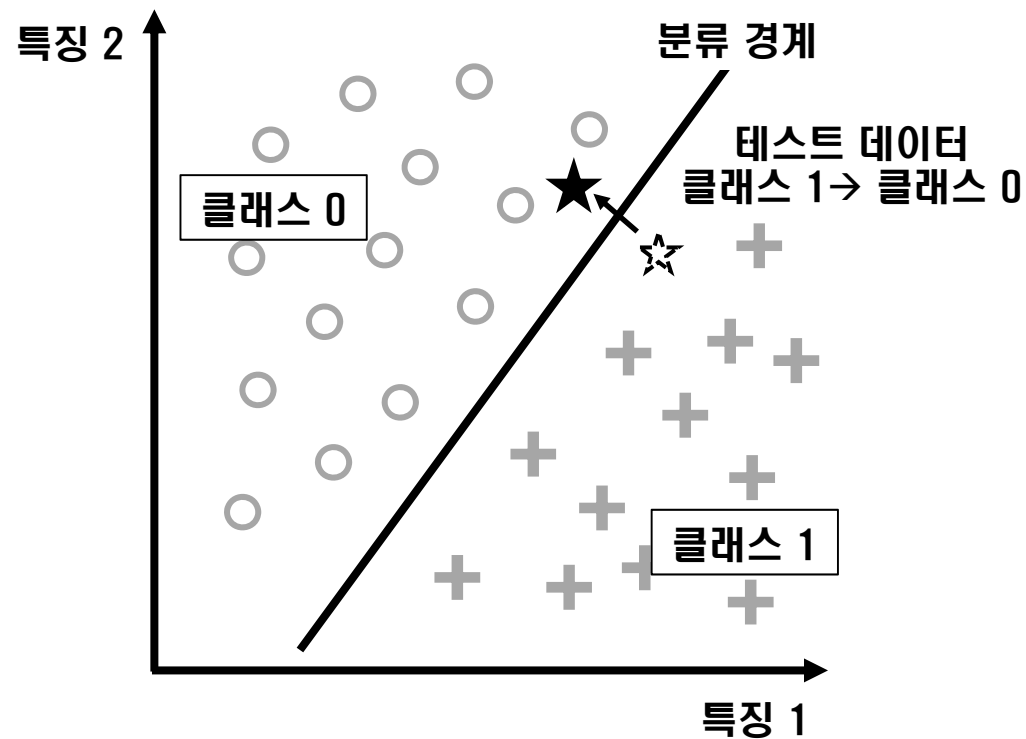 특징 2
분류 경계
테스트 데이터
클래스 1→ 클래스 0
클래스 0
클래스 1
특징 1